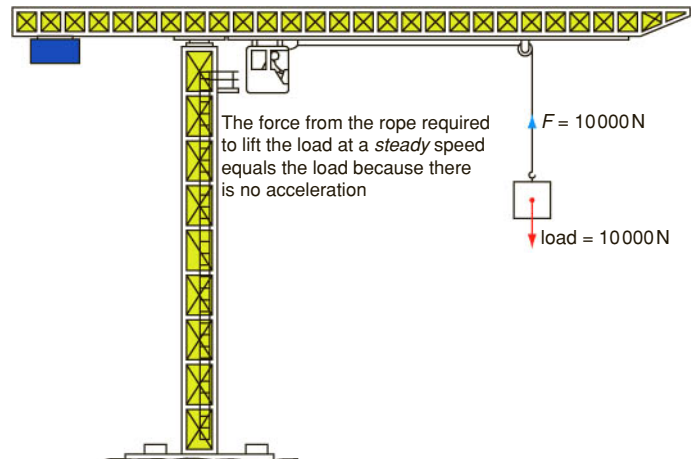 The force from the rope required
to lift the load at a steady speed
equals the load because there
is no acceleration
F = 10000N
load = 10000N